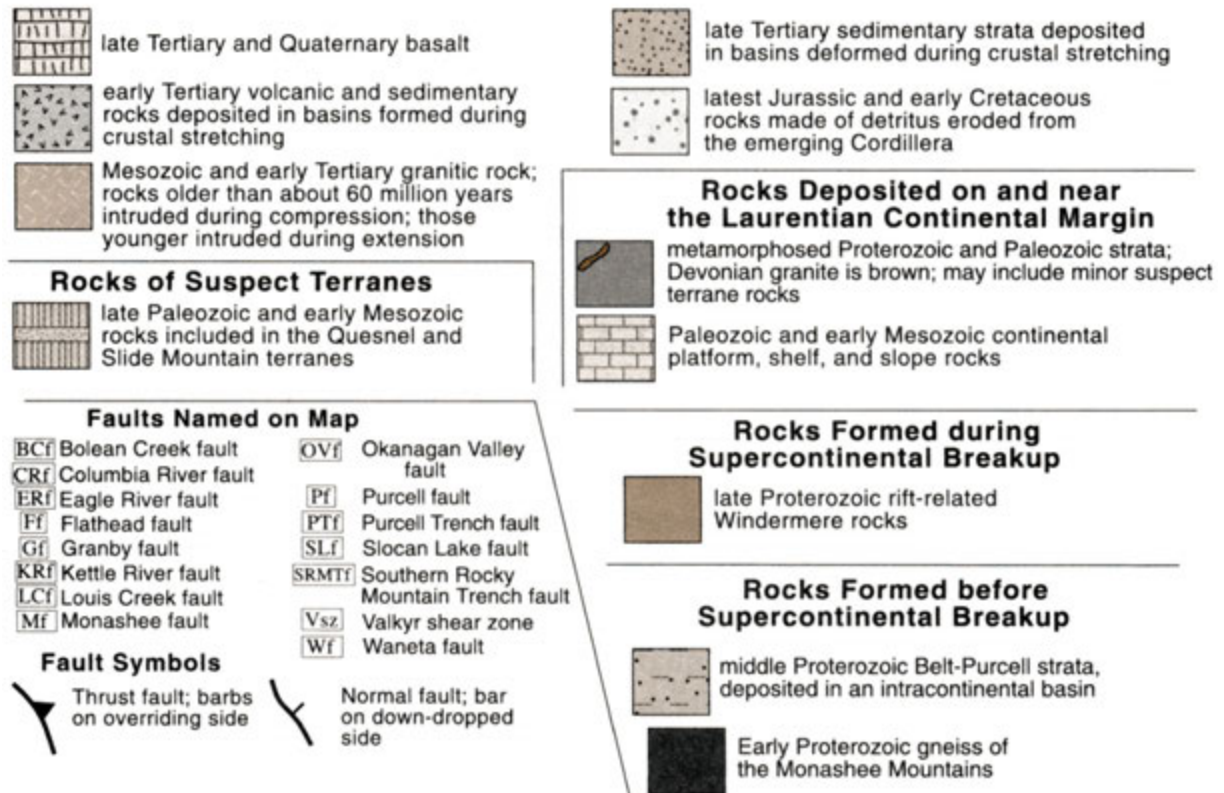 late Tertiary and Quaternary basalt
early Tertiary volcanic and sedimentary
rocks deposited in basins formed during
crustal stretching
Mesozoic and early Tertiary granitic rock;
rocks older than about 60 million years
intruded during compression; those
younger intruded during extension
Rocks of Suspect Terranes
late Paleozoic and early Mesozoic
rocks included in the Quesnel and
Slide Mountain terranes
late Tertiary sedimentary strata deposited
in basins deformed during crustal stretching
latest Jurassic and early Cretaceous
rocks made of detritus eroded from
the emerging Cordillera
Rocks Deposited on and near
the Laurentian Continental Margin
metamorphosed Proterozoic and Paleozoic strata;
Devonian granite is brown; may include minor suspect
terrane rocks
Paleozoic and early Mesozoic continental
platform, shelf, and slope rocks
Faults Named on Map
BCf Bolean Creek fault
CRf Columbia River fault
ERf Eagle River fault
Ff Flathead fault
Gf Granby fault
KRf Kettle River fault
LCf Louis Creek fault
Mf Monashee fault
OVf Okanagan Valley
fault
Pf Purcell fault
PTf Purcell Trench fault
SLf Slocan Lake fault
SRMTf Southern Rocky
Mountain Trench fault
Vsz Valkyr shear zone
Wf Waneta fault
Fault Symbols
Thrust fault; barbs
on overriding side
Normal fault; bar
on down-dropped
side
Rocks Formed during
Supercontinental Breakup
late Proterozoic rift-related
Windermere rocks
Rocks Formed before
Supercontinental Breakup
middle Proterozoic Belt-Purcell strata,
deposited in an intracontinental basin
Early Proterozoic gneiss of
the Monashee Mountains